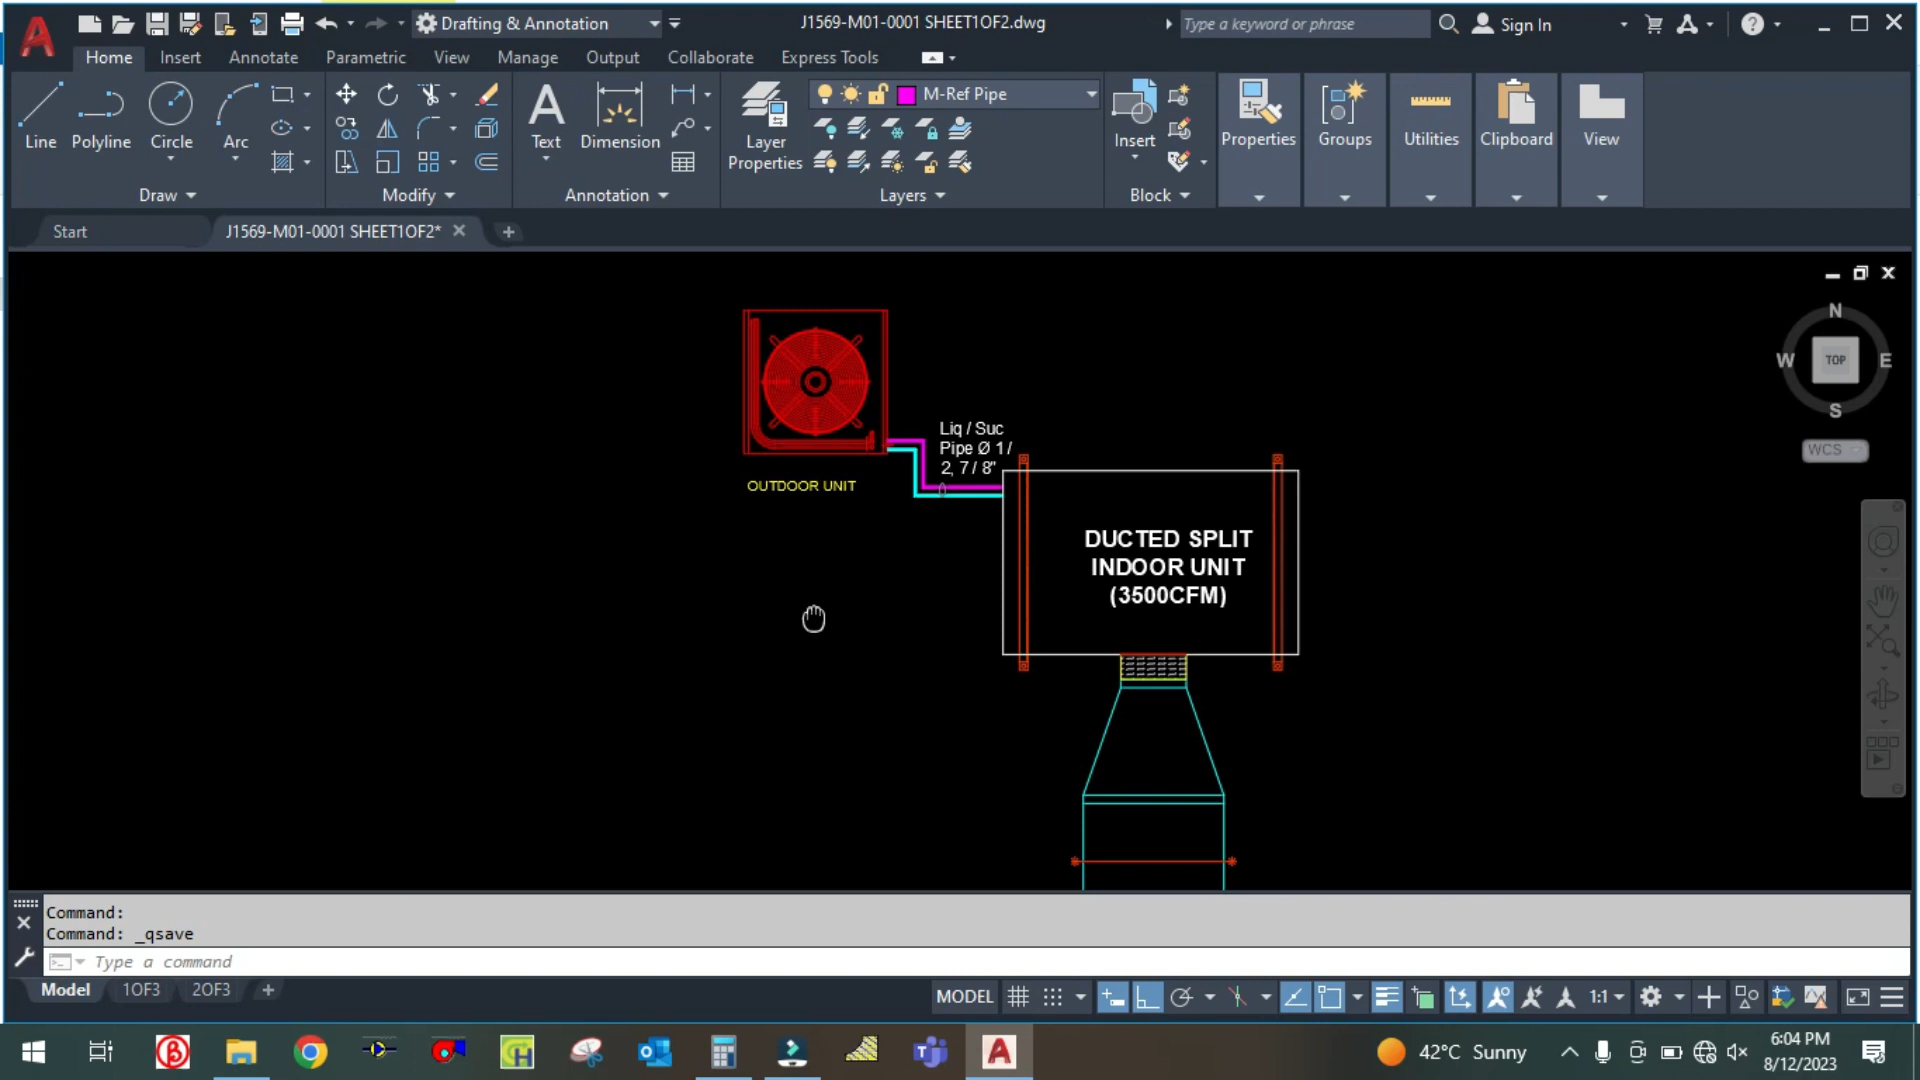 Drafting & Annotation
J1569-M01-0001 SHEET1OF2.dwg
Type a keyword or phrase
Sign In
Home
Insert
Annotate
Parametric
View
Manage
Output
Collaborate
Express Tools
Line
Polyline
Circle
Arc
Draw
Modify
Text
Dimension
Annotation
Layer
Properties
M-Ref Pipe
Layers
Insert
Block
Properties
Groups
Utilities
Clipboard
View
Start
J1569-M01-0001 SHEET1OF2*
N
W
TOP
E
S
WCS
Liq / Suc
Pipe Ø 1/
2, 7/ 8"
OUTDOOR UNIT
DUCTED SPLIT
INDOOR UNIT
(3500CFM)
Command:
Command: _qsave
Type a command
Model
1OF3
2OF3
MODEL
1:1
42°C Sunny
6:04 PM
8/12/2023